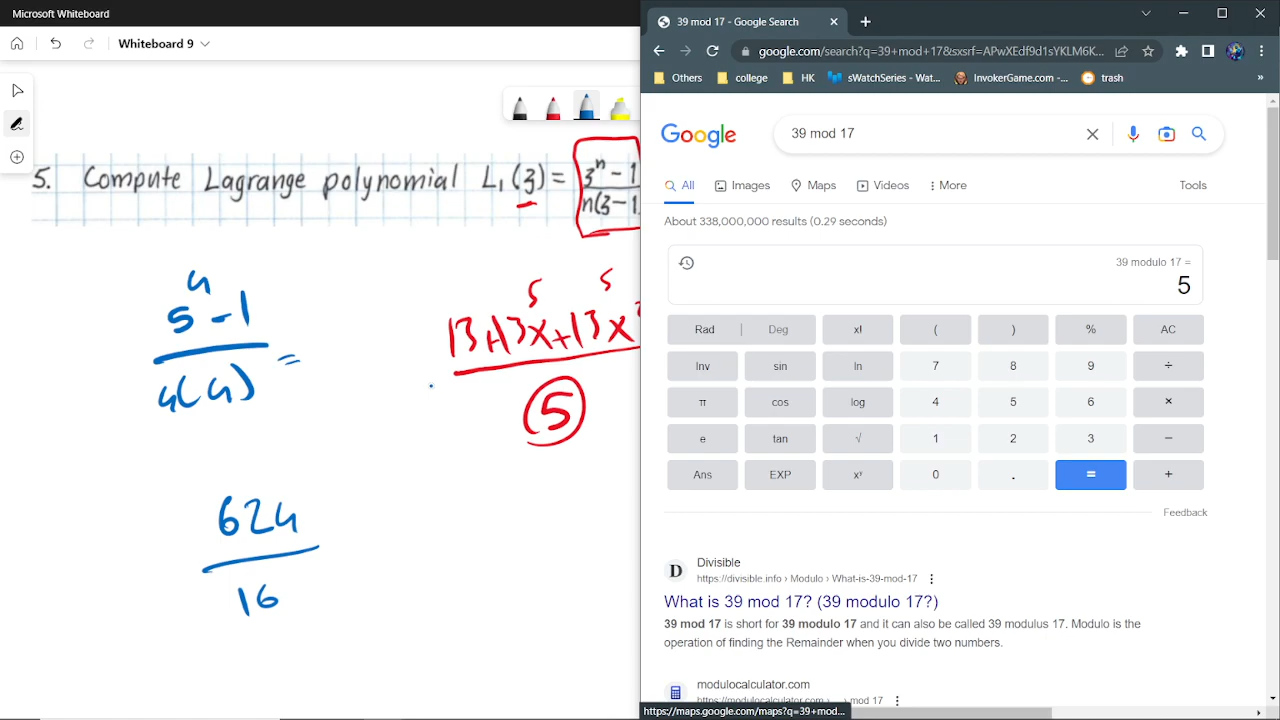 Microsoft Whiteboard
Whiteboard 9
5. Compute Lagrange polynomial L₁(z) =
zⁿ - 1
n(z - 1
5⁴ - 1
4(4)
=
13 + 13x⁵ + 13x⁵
5
624
16
39 mod 17 - Google Search
google.com/search?q=39+mod+17&sxsrf=APwXEdf9d1sYKLM6K...
Others
college
HK
sWatchSeries - Wat...
InvokerGame.com -...
trash
»
Google
39 mod 17
All
Images
Maps
Videos
More
Tools
About 338,000,000 results (0.29 seconds)
39 modulo 17 =
5
Rad | Deg x! ( ) % AC
Inv sin ln 7 8 9 ÷
π cos log 4 5 6 ×
e tan √ 1 2 3 −
Ans EXP xʸ 0 . = +
Feedback
D
Divisible
https://divisible.info › Modulo › What-is-39-mod-17
What is 39 mod 17? (39 modulo 17?)
39 mod 17 is short for 39 modulo 17 and it can also be called 39 modulus 17. Modulo is the
operation of finding the Remainder when you divide two numbers.
modulocalculator.com
https://maps.google.com/maps?q=39+mod...